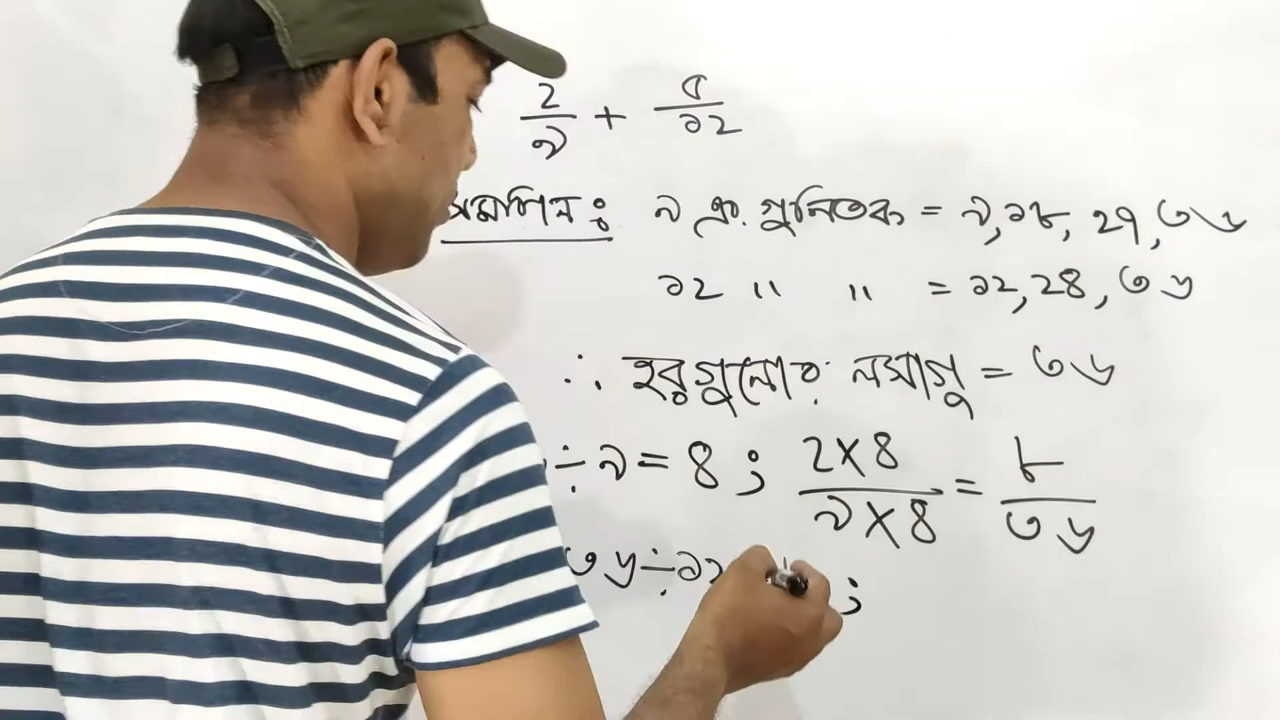 ২/৯ + ৫/১২
সমাধান ঃ ৯ এর গুনিতক = ৯, ১৮, ২৭, ৩৬
১২ " " = ১২, ২৪, ৩৬
∴ হরগুলোর লসাগু = ৩৬
÷ ৯ = ৪ ; ২×৪/৯×৪ = ৮/৩৬
৩৬ ÷ ১২ ;